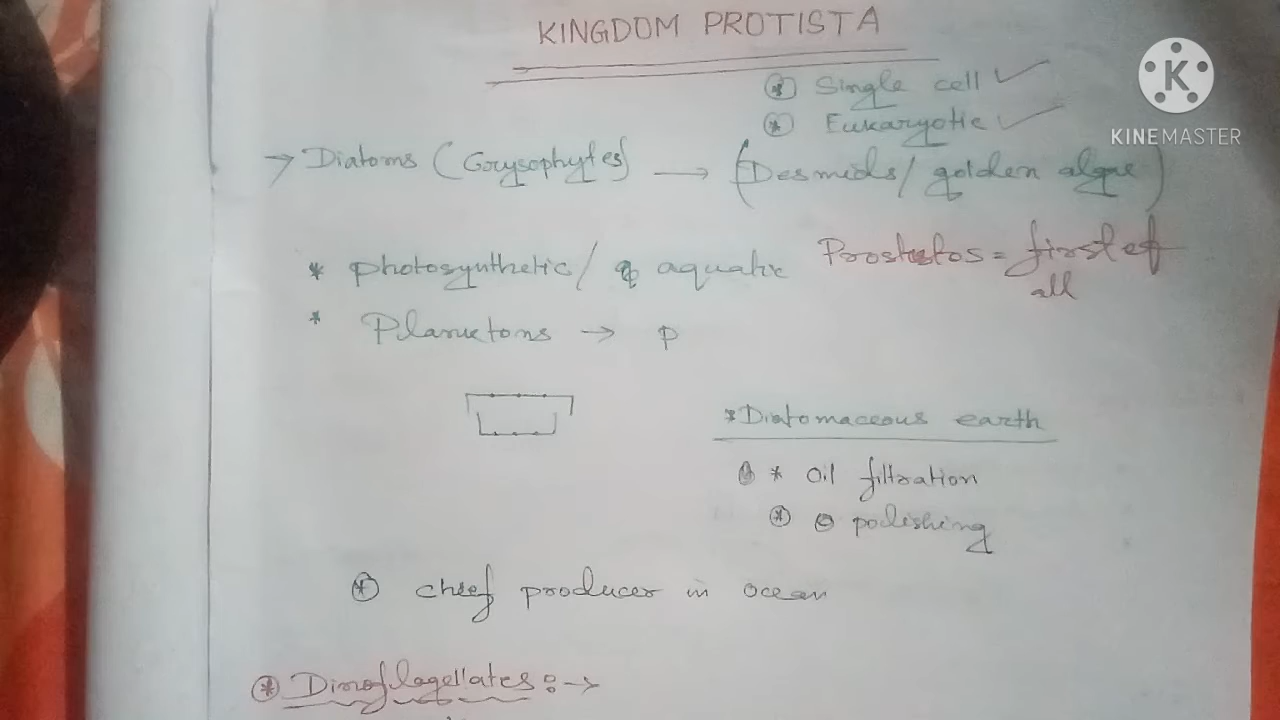 KINGDOM PROTISTA
* Single cell
* Eukaryotic
K
KINEMASTER
→ Diatoms (Crysophytes) → (Desmids/ golden algae)
* photosynthetic/ aquatic
Prostustos = first of all
* Planktons → p
* Diatomaceous earth
* Oil filtration
* polishing
* chief producer in ocean
* Dinoflagellates :→